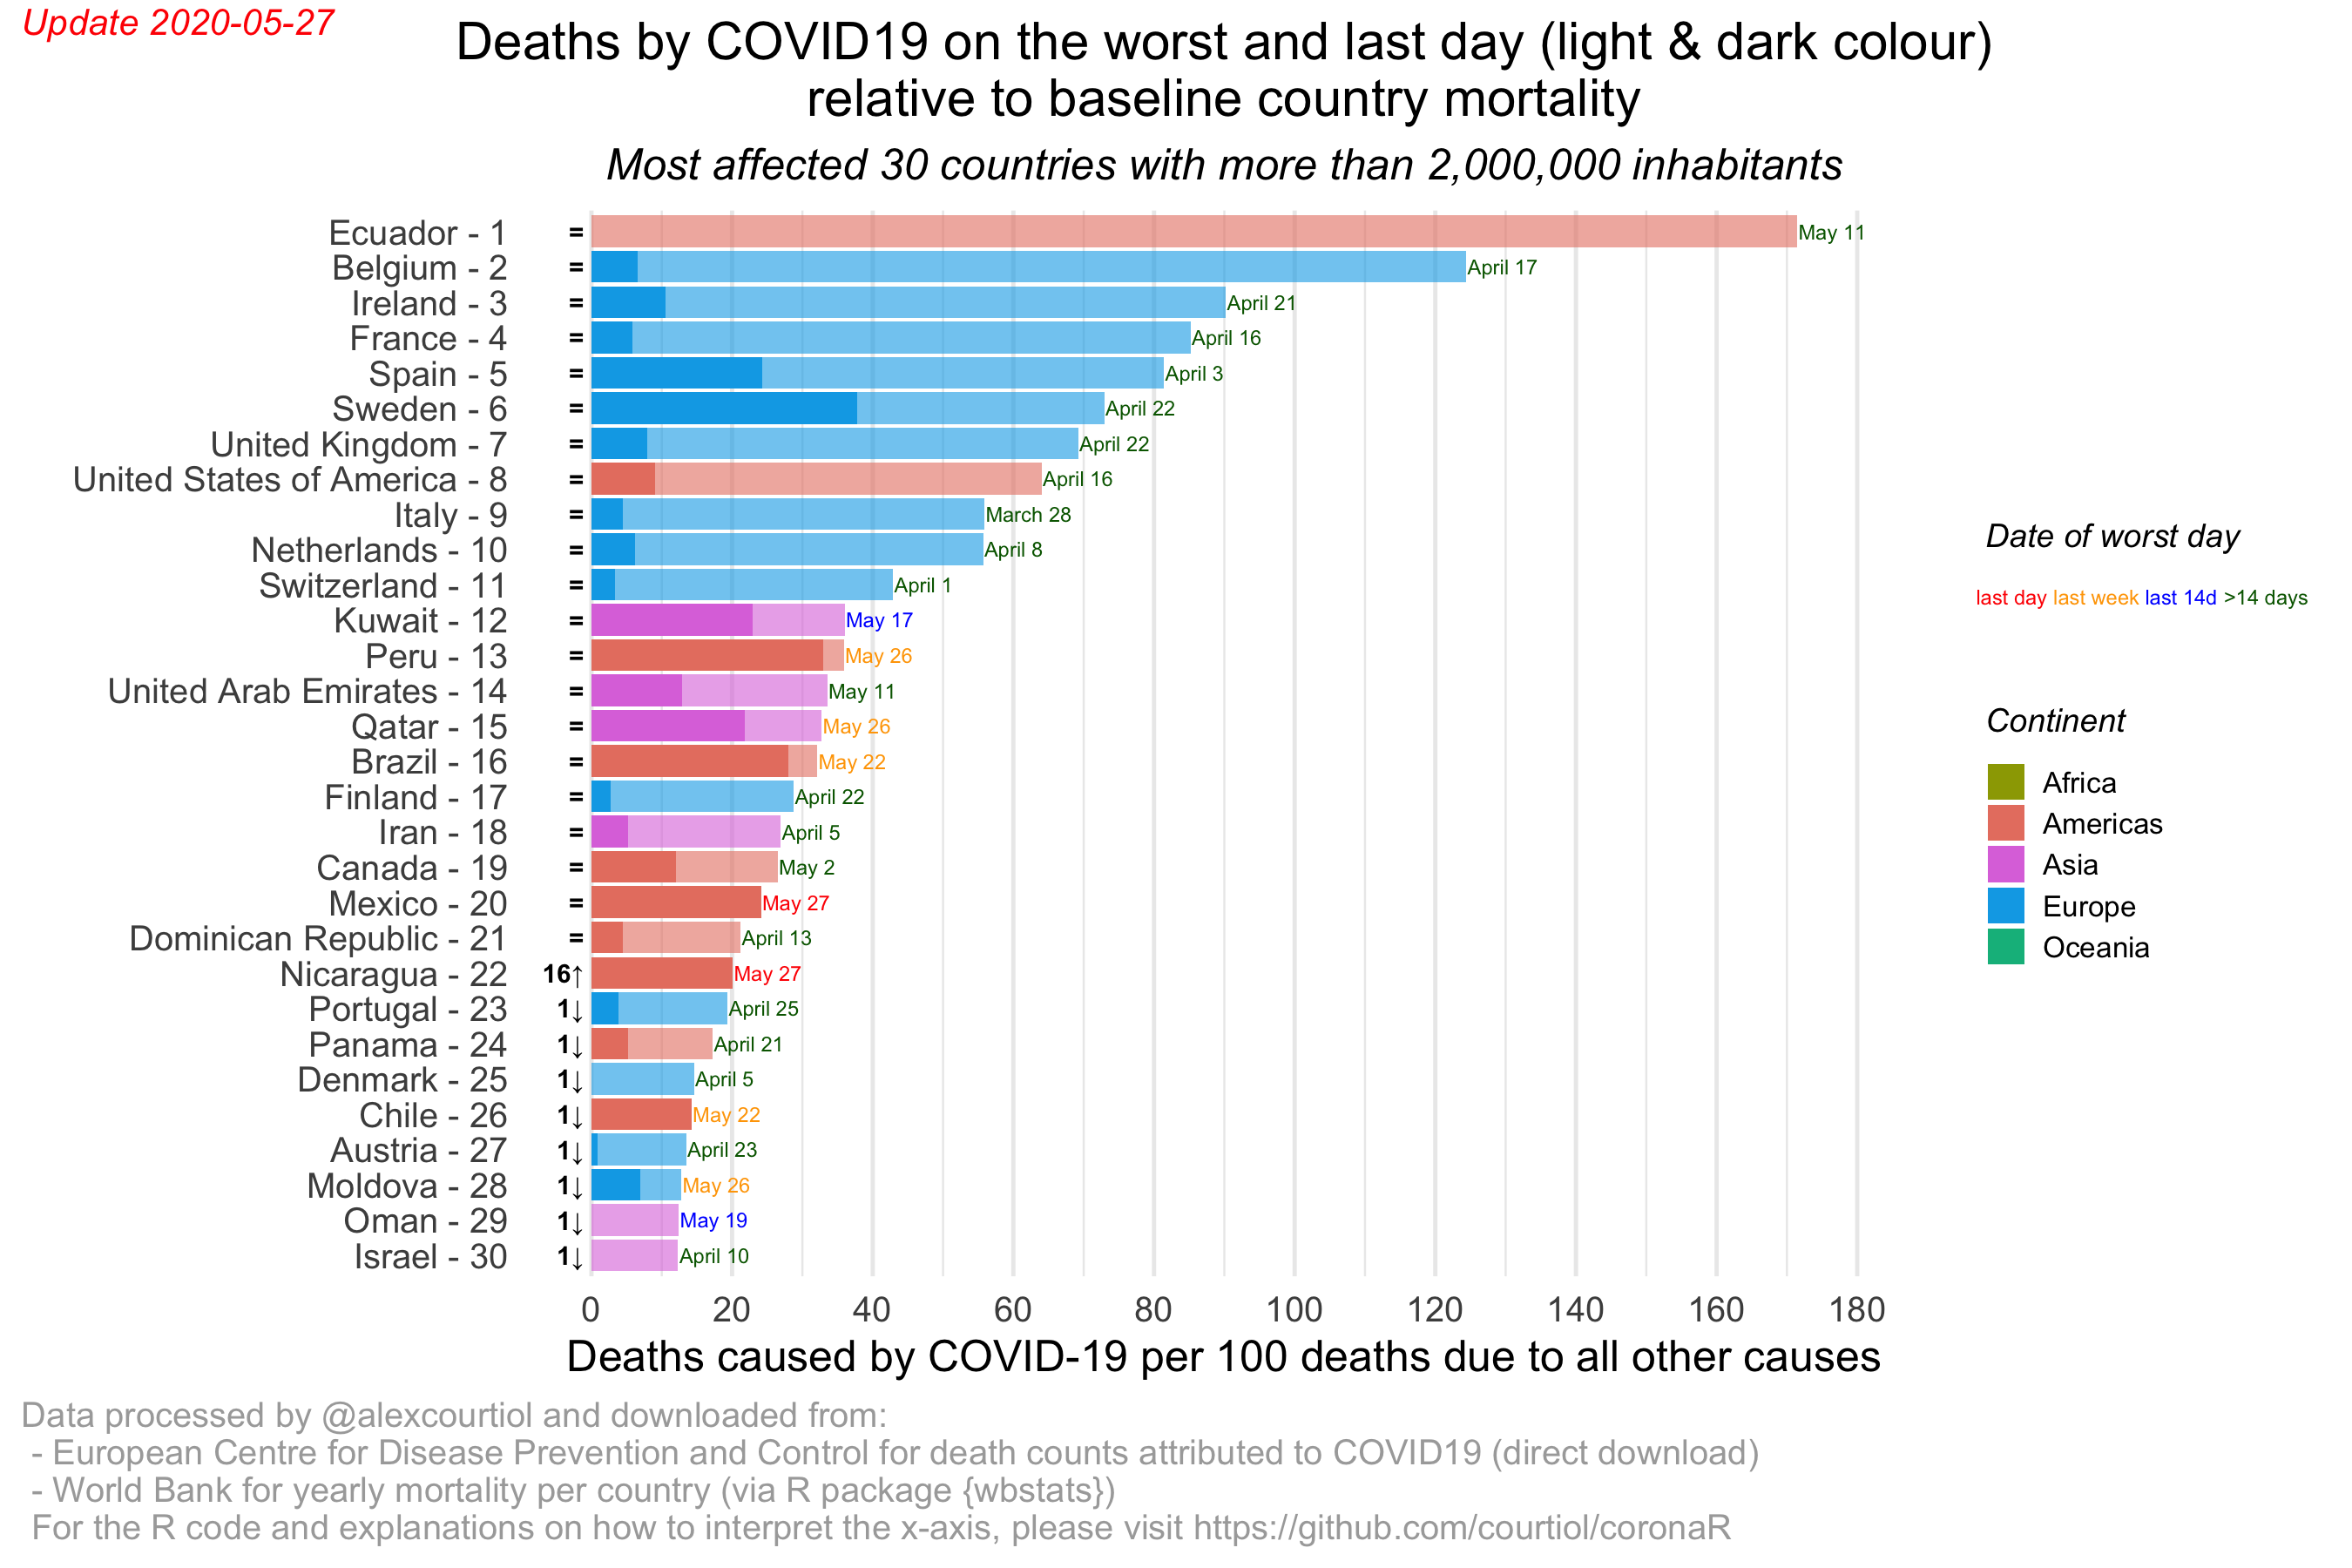 Update 2020-05-27
Deaths by COVID19 on the worst and last day (light & dark colour)
relative to baseline country mortality
Most affected 30 countries with more than 2,000,000 inhabitants
Ecuador - 1 = May 11
Belgium - 2 = April 17
Ireland - 3 = April 21
France - 4 = April 16
Spain - 5 = April 3
Sweden - 6 = April 22
United Kingdom - 7 = April 22
United States of America - 8 = April 16
Italy - 9 = March 28
Netherlands - 10 = April 8
Switzerland - 11 = April 1
Kuwait - 12 = May 17
Peru - 13 = May 26
United Arab Emirates - 14 = May 11
Qatar - 15 = May 26
Brazil - 16 = May 22
Finland - 17 = April 22
Iran - 18 = April 5
Canada - 19 = May 2
Mexico - 20 = May 27
Dominican Republic - 21 = April 13
Nicaragua - 22 16↑ May 27
Portugal - 23 1↓ April 25
Panama - 24 1↓ April 21
Denmark - 25 1↓ April 5
Chile - 26 1↓ May 22
Austria - 27 1↓ April 23
Moldova - 28 1↓ May 26
Oman - 29 1↓ May 19
Israel - 30 1↓ April 10
0 20 40 60 80 100 120 140 160 180
Deaths caused by COVID-19 per 100 deaths due to all other causes
Date of worst day
last day last week last 14d >14 days
Continent
Africa
Americas
Asia
Europe
Oceania
Data processed by @alexcourtiol and downloaded from:
- European Centre for Disease Prevention and Control for death counts attributed to COVID19 (direct download)
- World Bank for yearly mortality per country (via R package {wbstats})
For the R code and explanations on how to interpret the x-axis, please visit https://github.com/courtiol/coronaR